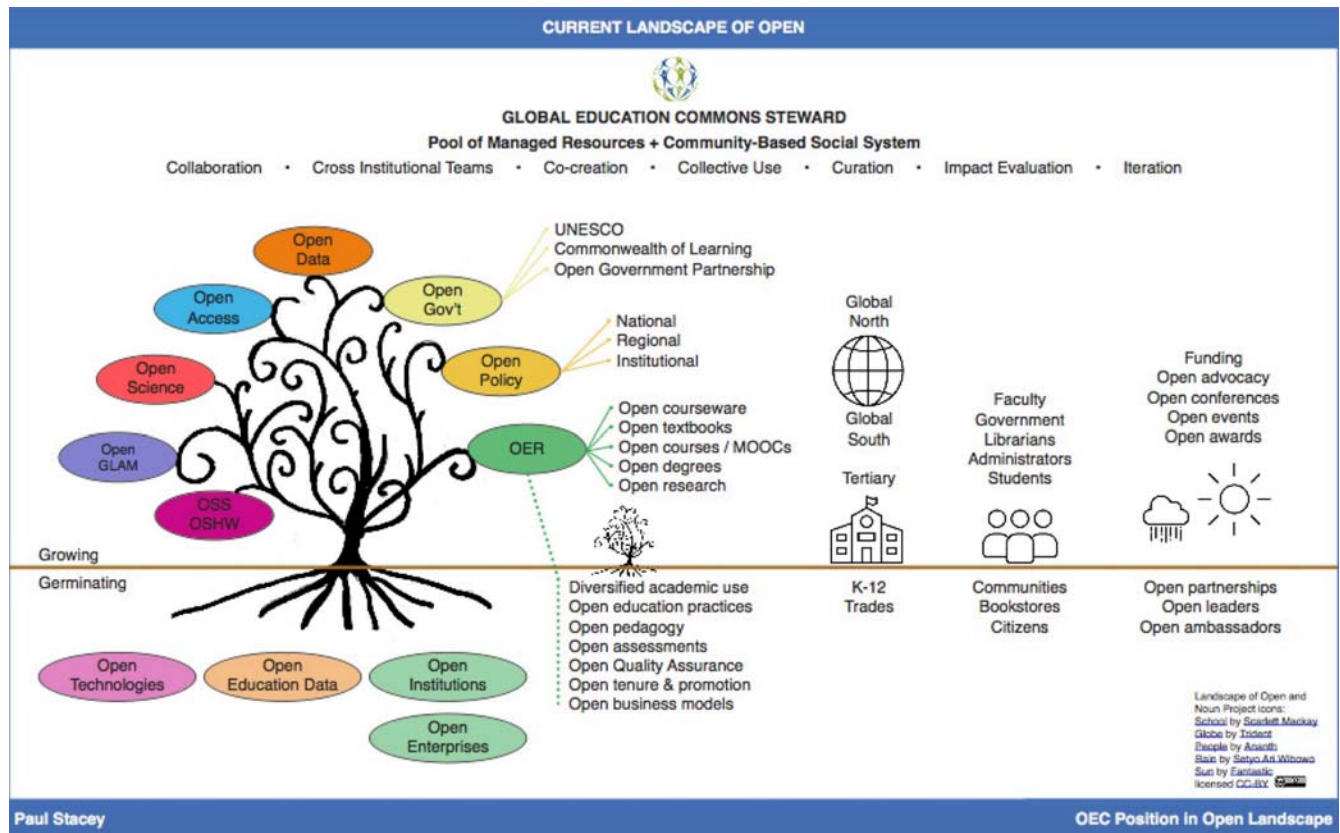 CURRENT LANDSCAPE OF OPEN
GLOBAL EDUCATION COMMONS STEWARD
Pool of Managed Resources + Community-Based Social System
Collaboration • Cross Institutional Teams • Co-creation • Collective Use • Curation • Impact Evaluation • Iteration
Open
Data
Open
Access
Open
Gov't
UNESCO
Commonwealth of Learning
Open Government Partnership
Open
Science
Open
Policy
National
Regional
Institutional
Open
GLAM
OER
Open courseware
Open textbooks
Open courses / MOOCs
Open degrees
Open research
OSS
OSHW
Global
North
Global
South
Tertiary
Faculty
Government
Librarians
Administrators
Students
Funding
Open advocacy
Open conferences
Open events
Open awards
Growing
Germinating
Diversified academic use
Open education practices
Open pedagogy
Open assessments
Open Quality Assurance
Open tenure & promotion
Open business models
K-12
Trades
Communities
Bookstores
Citizens
Open partnerships
Open leaders
Open ambassadors
Open
Technologies
Open
Education Data
Open
Institutions
Open
Enterprises
Landscape of Open and
Noun Project icons:
School by Scarlett Mackay
Globe by Trident
People by Ananth
Rain by Setyo Ari Wibowo
Sun by Fantastic
licensed CC-BY
Paul Stacey
OEC Position in Open Landscape